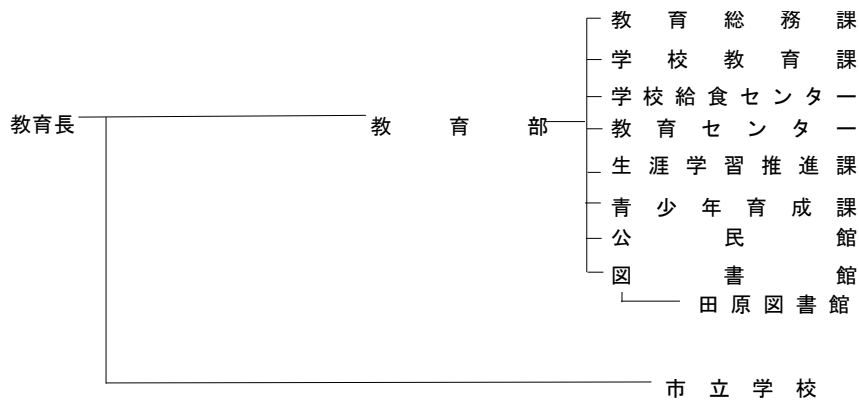 教育総務課
学校教育課
学校給食センター
教育長 教育部 教育センター
生涯学習推進課
青少年育成課
公民館
図書館
田原図書館
市立学校